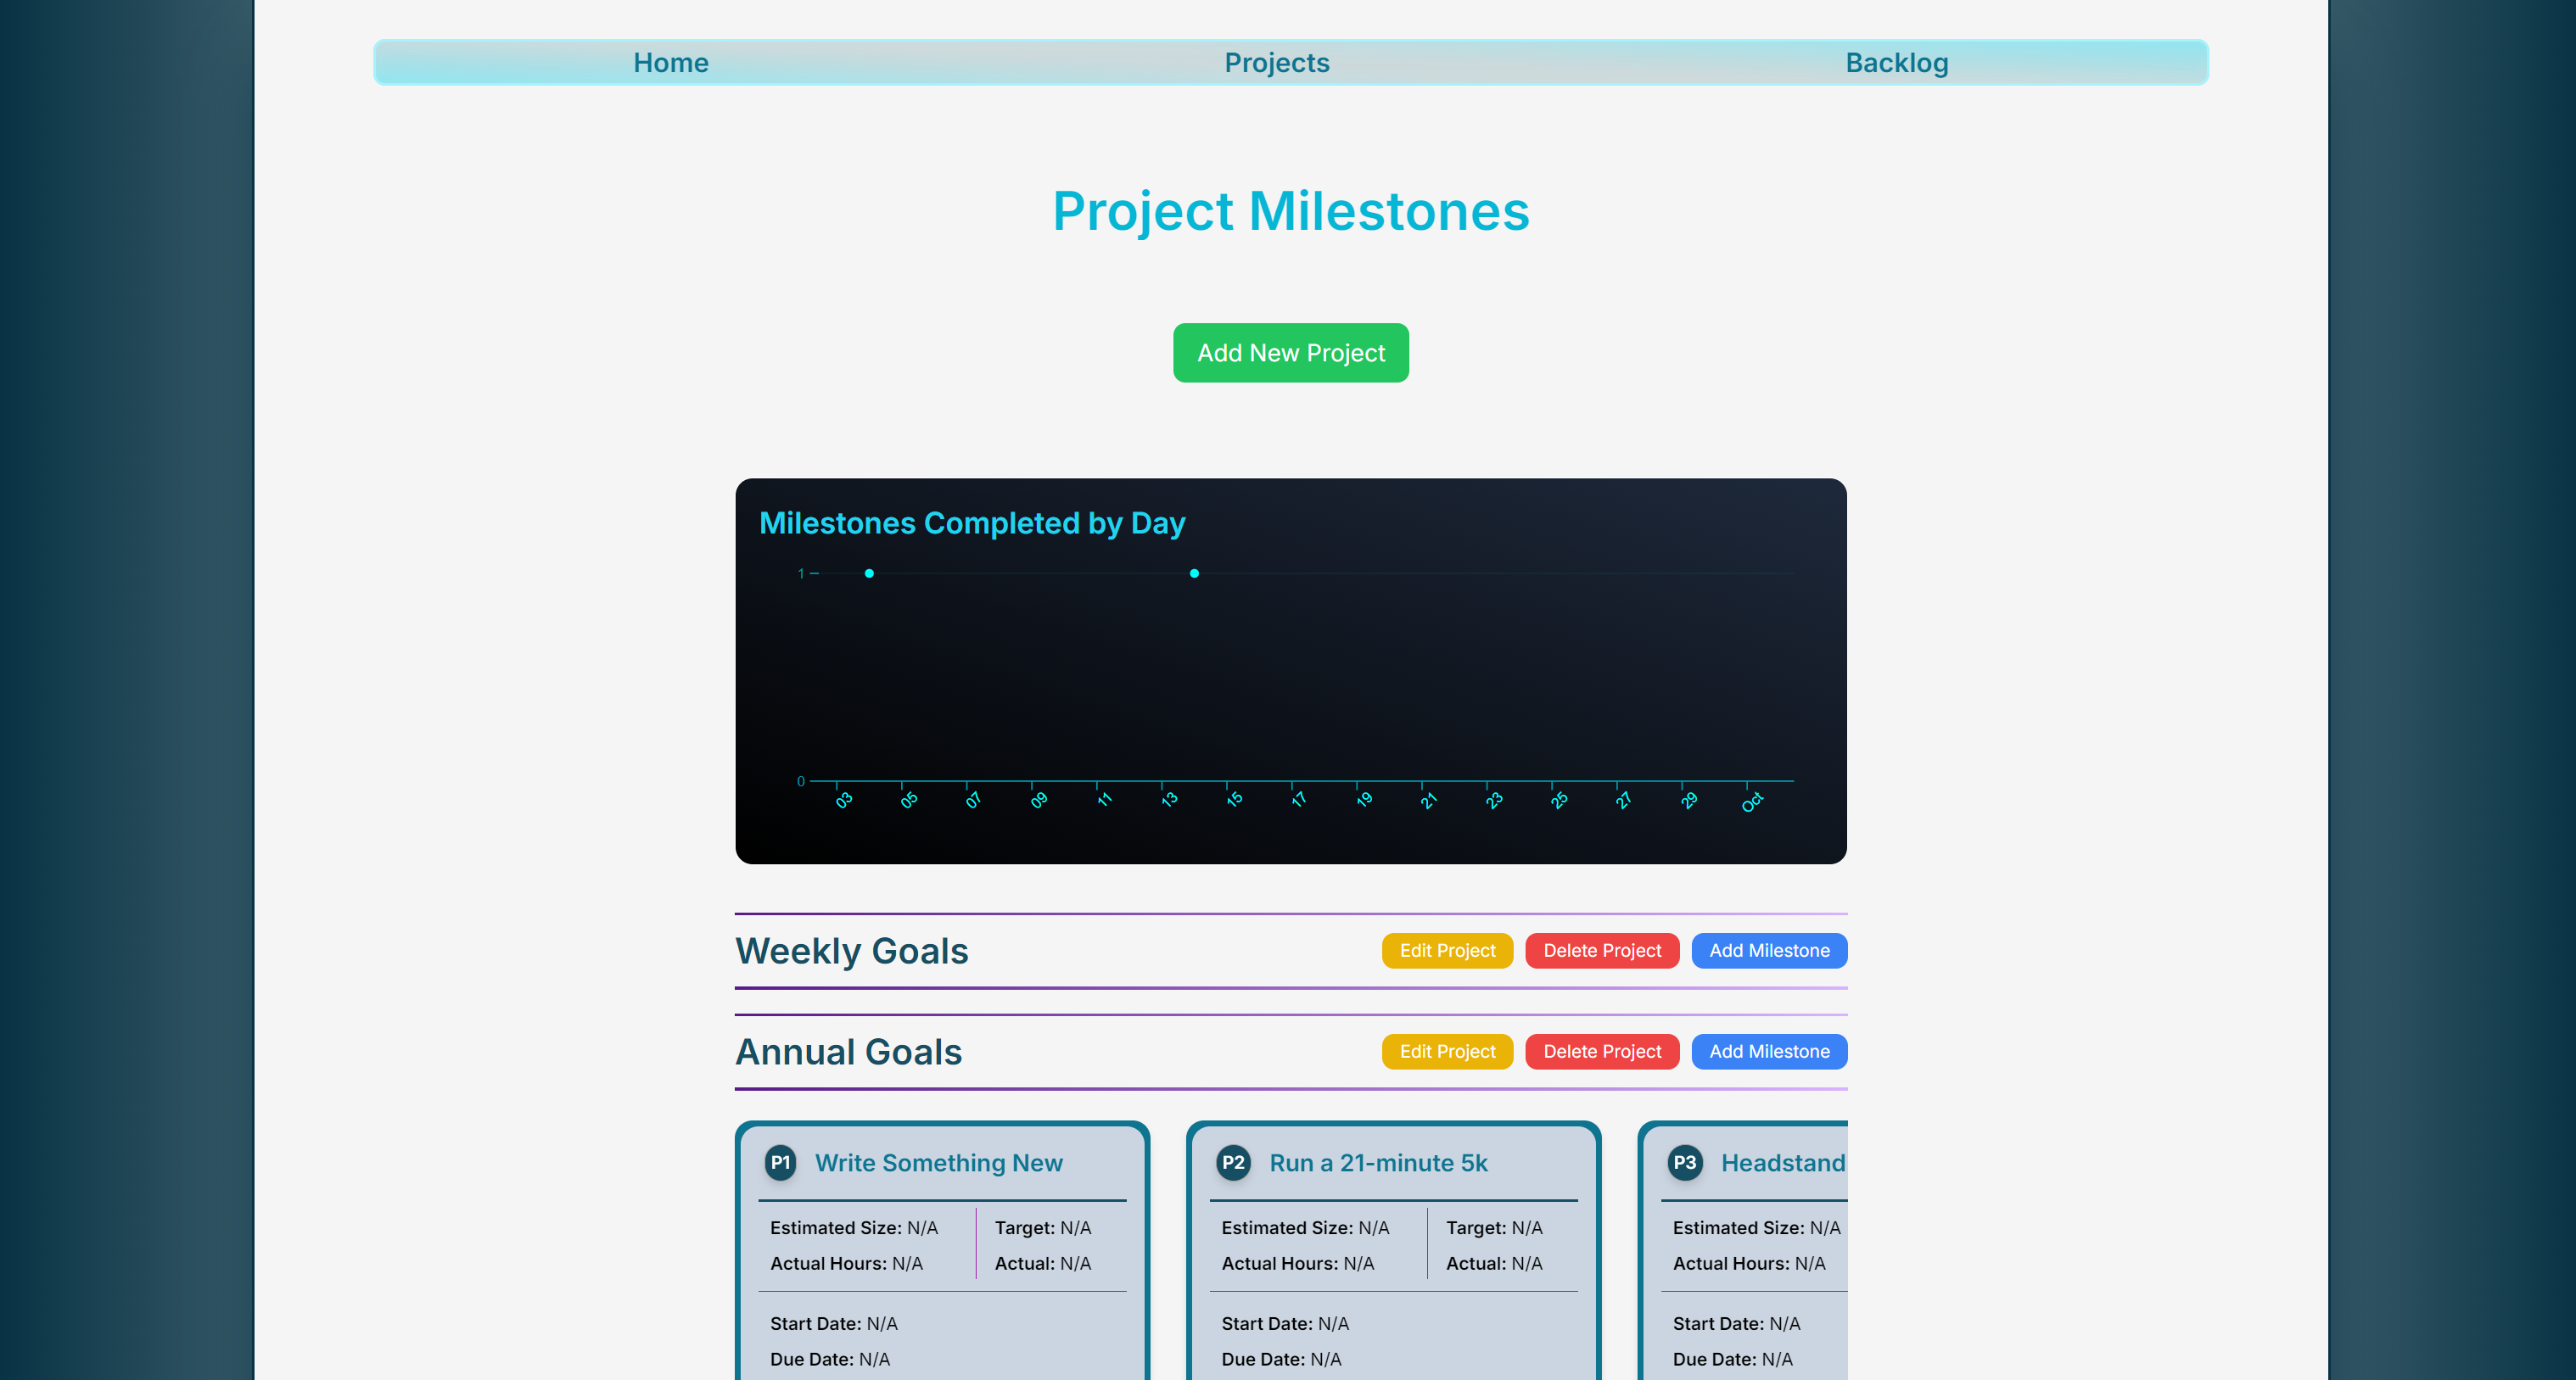 Home Projects Backlog
Project Milestones
Add New Project
Milestones Completed by Day
1
0
03 05 07 09 11 13 15 17 19 21 23 25 27 29 Oct
Weekly Goals Edit Project Delete Project Add Milestone
Annual Goals Edit Project Delete Project Add Milestone
P1 Write Something New
Estimated Size: N/A Target: N/A
Actual Hours: N/A Actual: N/A
Start Date: N/A
Due Date: N/A
P2 Run a 21-minute 5k
Estimated Size: N/A Target: N/A
Actual Hours: N/A Actual: N/A
Start Date: N/A
Due Date: N/A
P3 Headstand
Estimated Size: N/A
Actual Hours: N/A
Start Date: N/A
Due Date: N/A